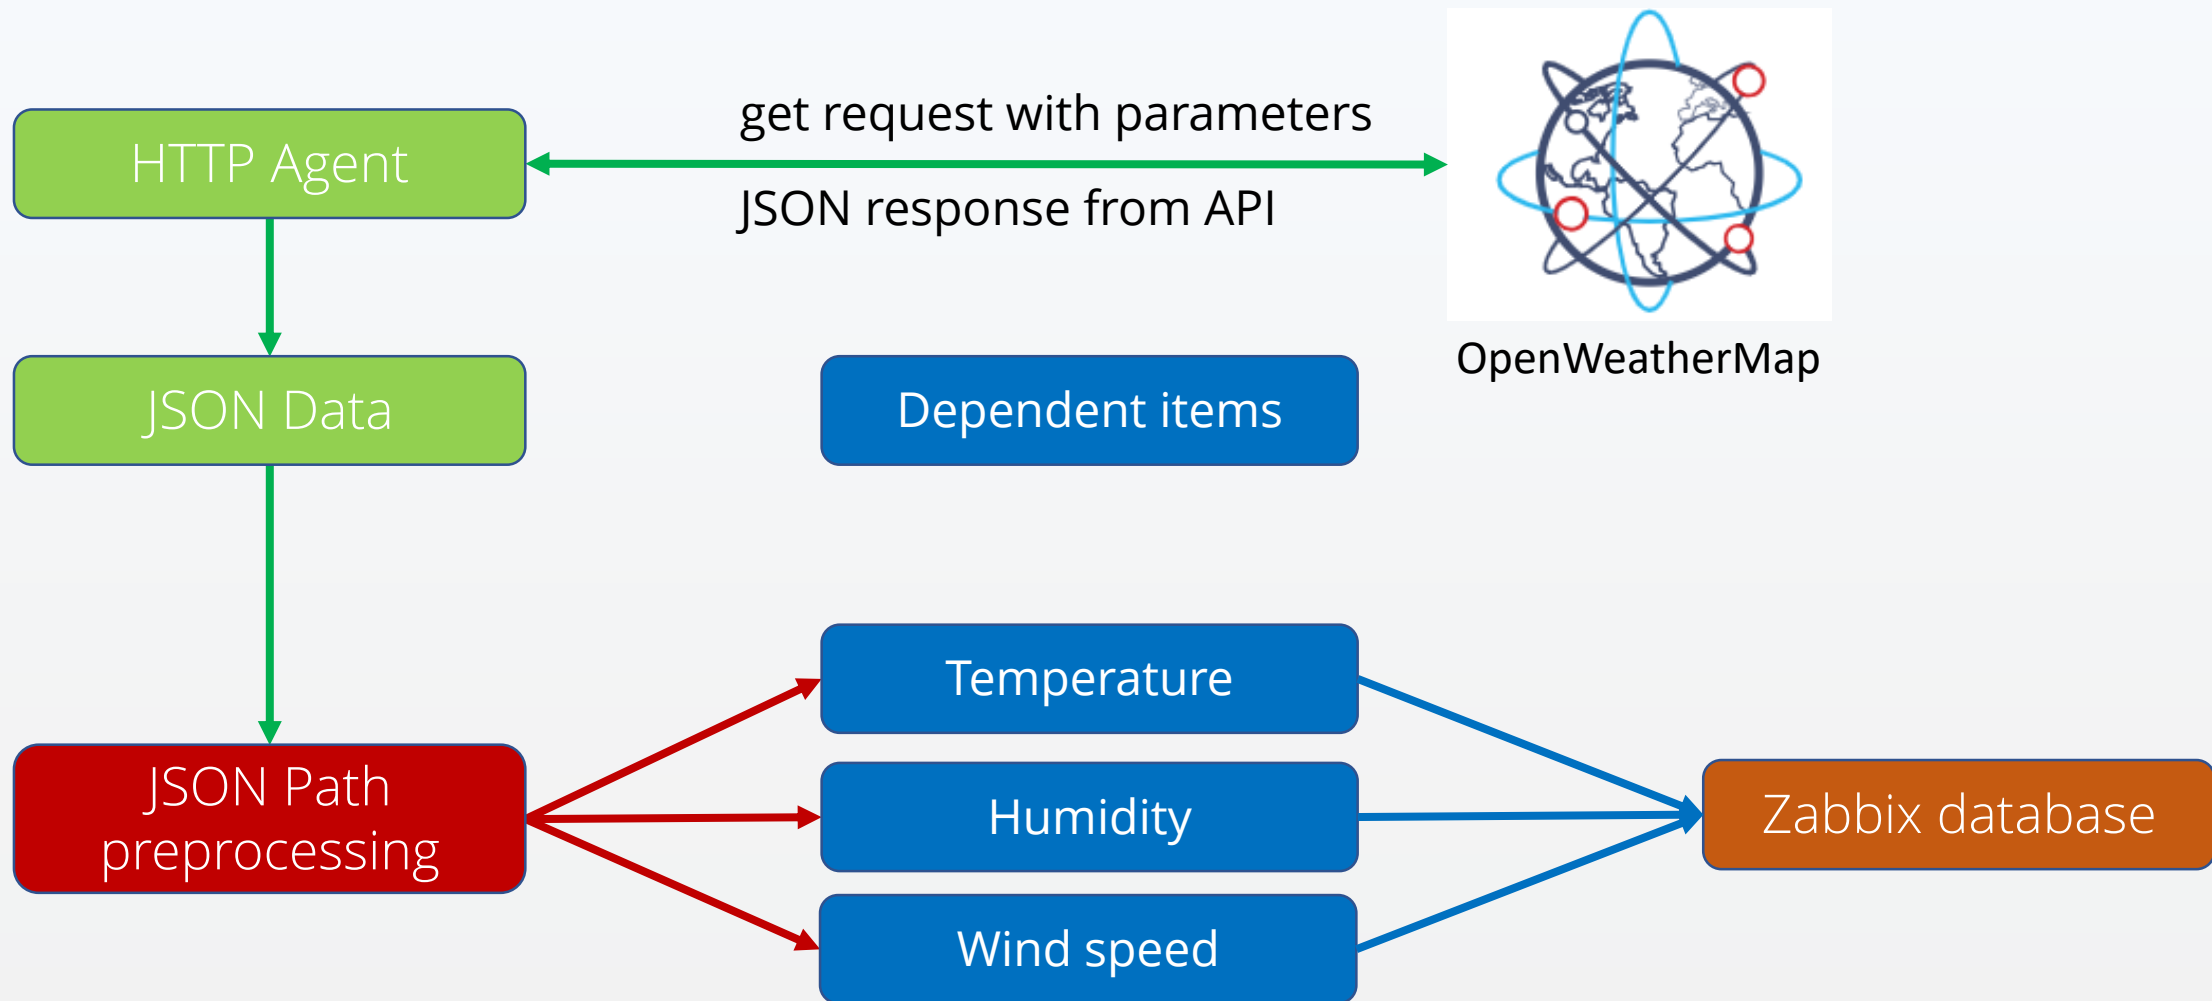 get request with parameters
HTTP Agent
JSON response from API
OpenWeatherMap
JSON Data
Dependent items
Temperature
JSON Path
preprocessing
Humidity
Zabbix database
Wind speed